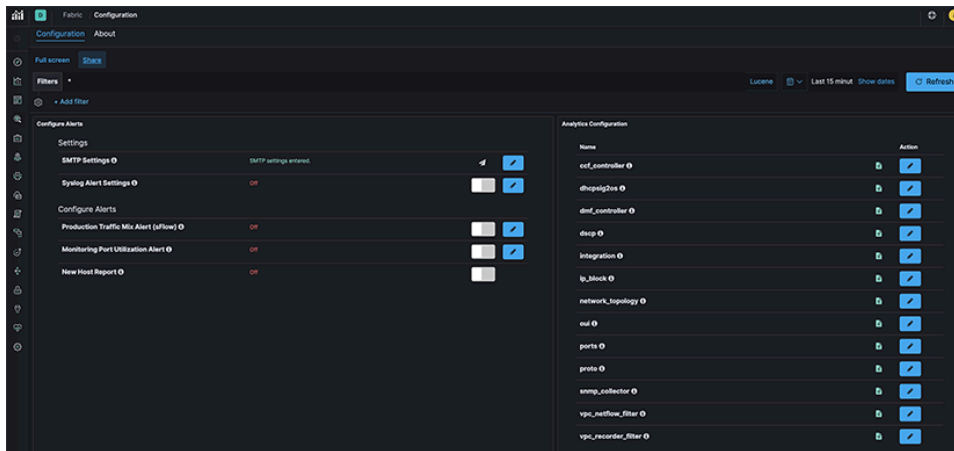 D Fabric Configuration
Configuration About
Full screen Share
Filters *
Lucene Last 15 minut Show dates Refresh
+ Add filter
Configure Alerts
Settings
SMTP Settings SMTP settings entered.
Syslog Alert Settings Off
Configure Alerts
Production Traffic Mix Alert (sFlow) Off
Monitoring Port Utilization Alert Off
New Host Report Off
Analytics Configuration
Name Action
ccf_controller
dhcpsig2os
dmf_controller
dscp
integration
ip_block
network_topology
oui
ports
proto
snmp_collector
vpc_netflow_filter
vpc_recorder_filter